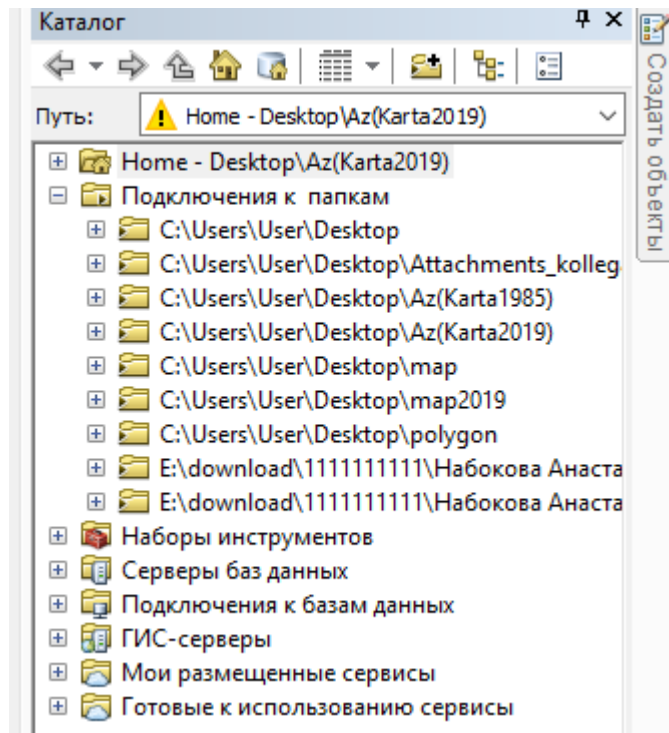 Каталог
Путь: Home - Desktop\Az(Karta2019)
Home - Desktop\Az(Karta2019)
Подключения к папкам
C:\Users\User\Desktop
C:\Users\User\Desktop\Attachments_kolleg
C:\Users\User\Desktop\Az(Karta1985)
C:\Users\User\Desktop\Az(Karta2019)
C:\Users\User\Desktop\map
C:\Users\User\Desktop\map2019
C:\Users\User\Desktop\polygon
E:\download\1111111111\Набокова Анаста
E:\download\1111111111\Набокова Анаста
Наборы инструментов
Серверы баз данных
Подключения к базам данных
ГИС-серверы
Мои размещенные сервисы
Готовые к использованию сервисы
Создать объекты